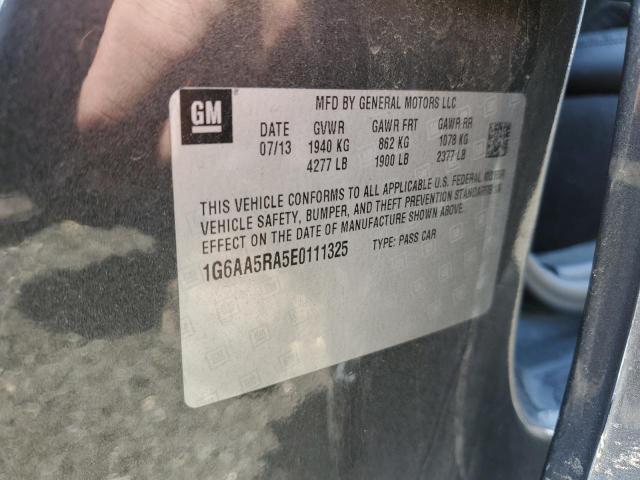 GM
MFD BY GENERAL MOTORS LLC
DATE GVWR GAWR FRT GAWR RR
07/13 1940 KG 862 KG 1078 KG
4277 LB 1900 LB 2377 LB
THIS VEHICLE CONFORMS TO ALL APPLICABLE U.S. FEDERAL MOTOR
VEHICLE SAFETY, BUMPER, AND THEFT PREVENTION STANDARDS IN
EFFECT ON THE DATE OF MANUFACTURE SHOWN ABOVE.
1G6AA5RA5E0111325 TYPE: PASS CAR